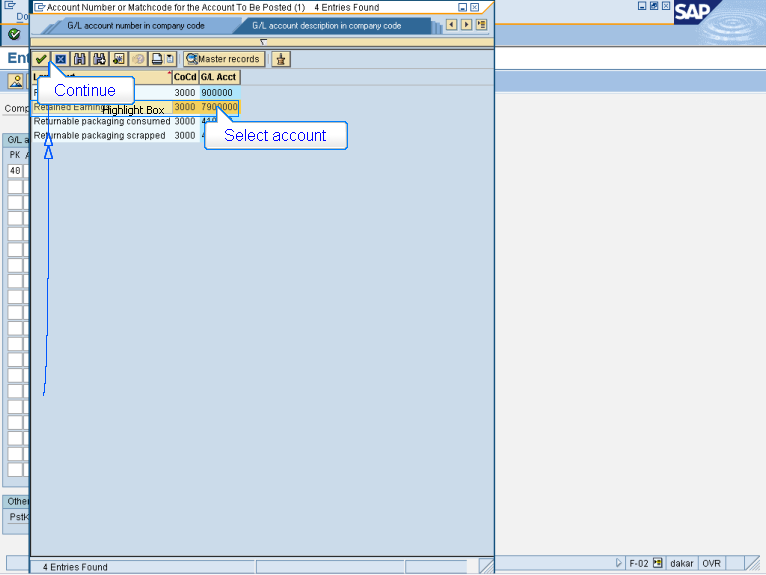 Account Number or Matchcode for the Account To Be Posted (1) 4 Entries Found
SAP
Do
G/L account number in company code
G/L account description in company code
Ent
Master records
CoCd G/L Acct
Continue
3000 900000
Comp
Retained Earnings 3000 7900000
Highlight Box
Returnable packaging consumed 3000
Returnable packaging scrapped 3000
Select account
G/L a
PK A
40
Other
PstK
4 Entries Found
F-02 dakar OVR